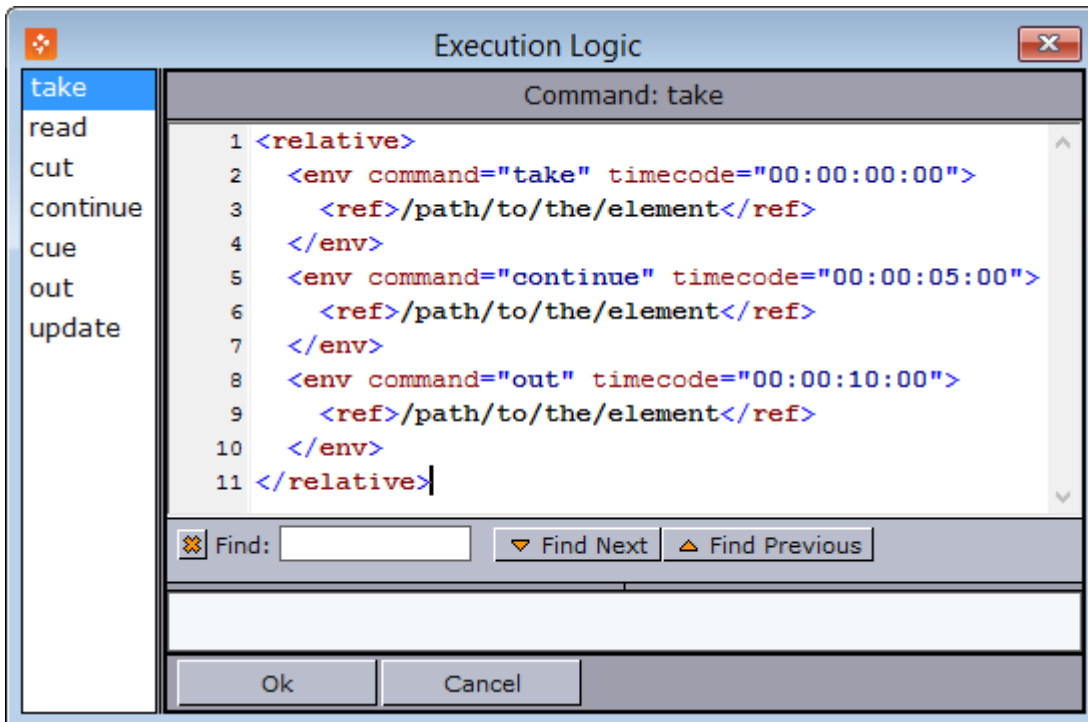 Execution Logic
take
read
cut
continue
cue
out
update
Command: take
1 <relative>
2   <env command="take" timecode="00:00:00:00">
3     <ref>/path/to/the/element</ref>
4   </env>
5   <env command="continue" timecode="00:00:05:00">
6     <ref>/path/to/the/element</ref>
7   </env>
8   <env command="out" timecode="00:00:10:00">
9     <ref>/path/to/the/element</ref>
10   </env>
11 </relative>
Find: Find Next Find Previous
Ok Cancel